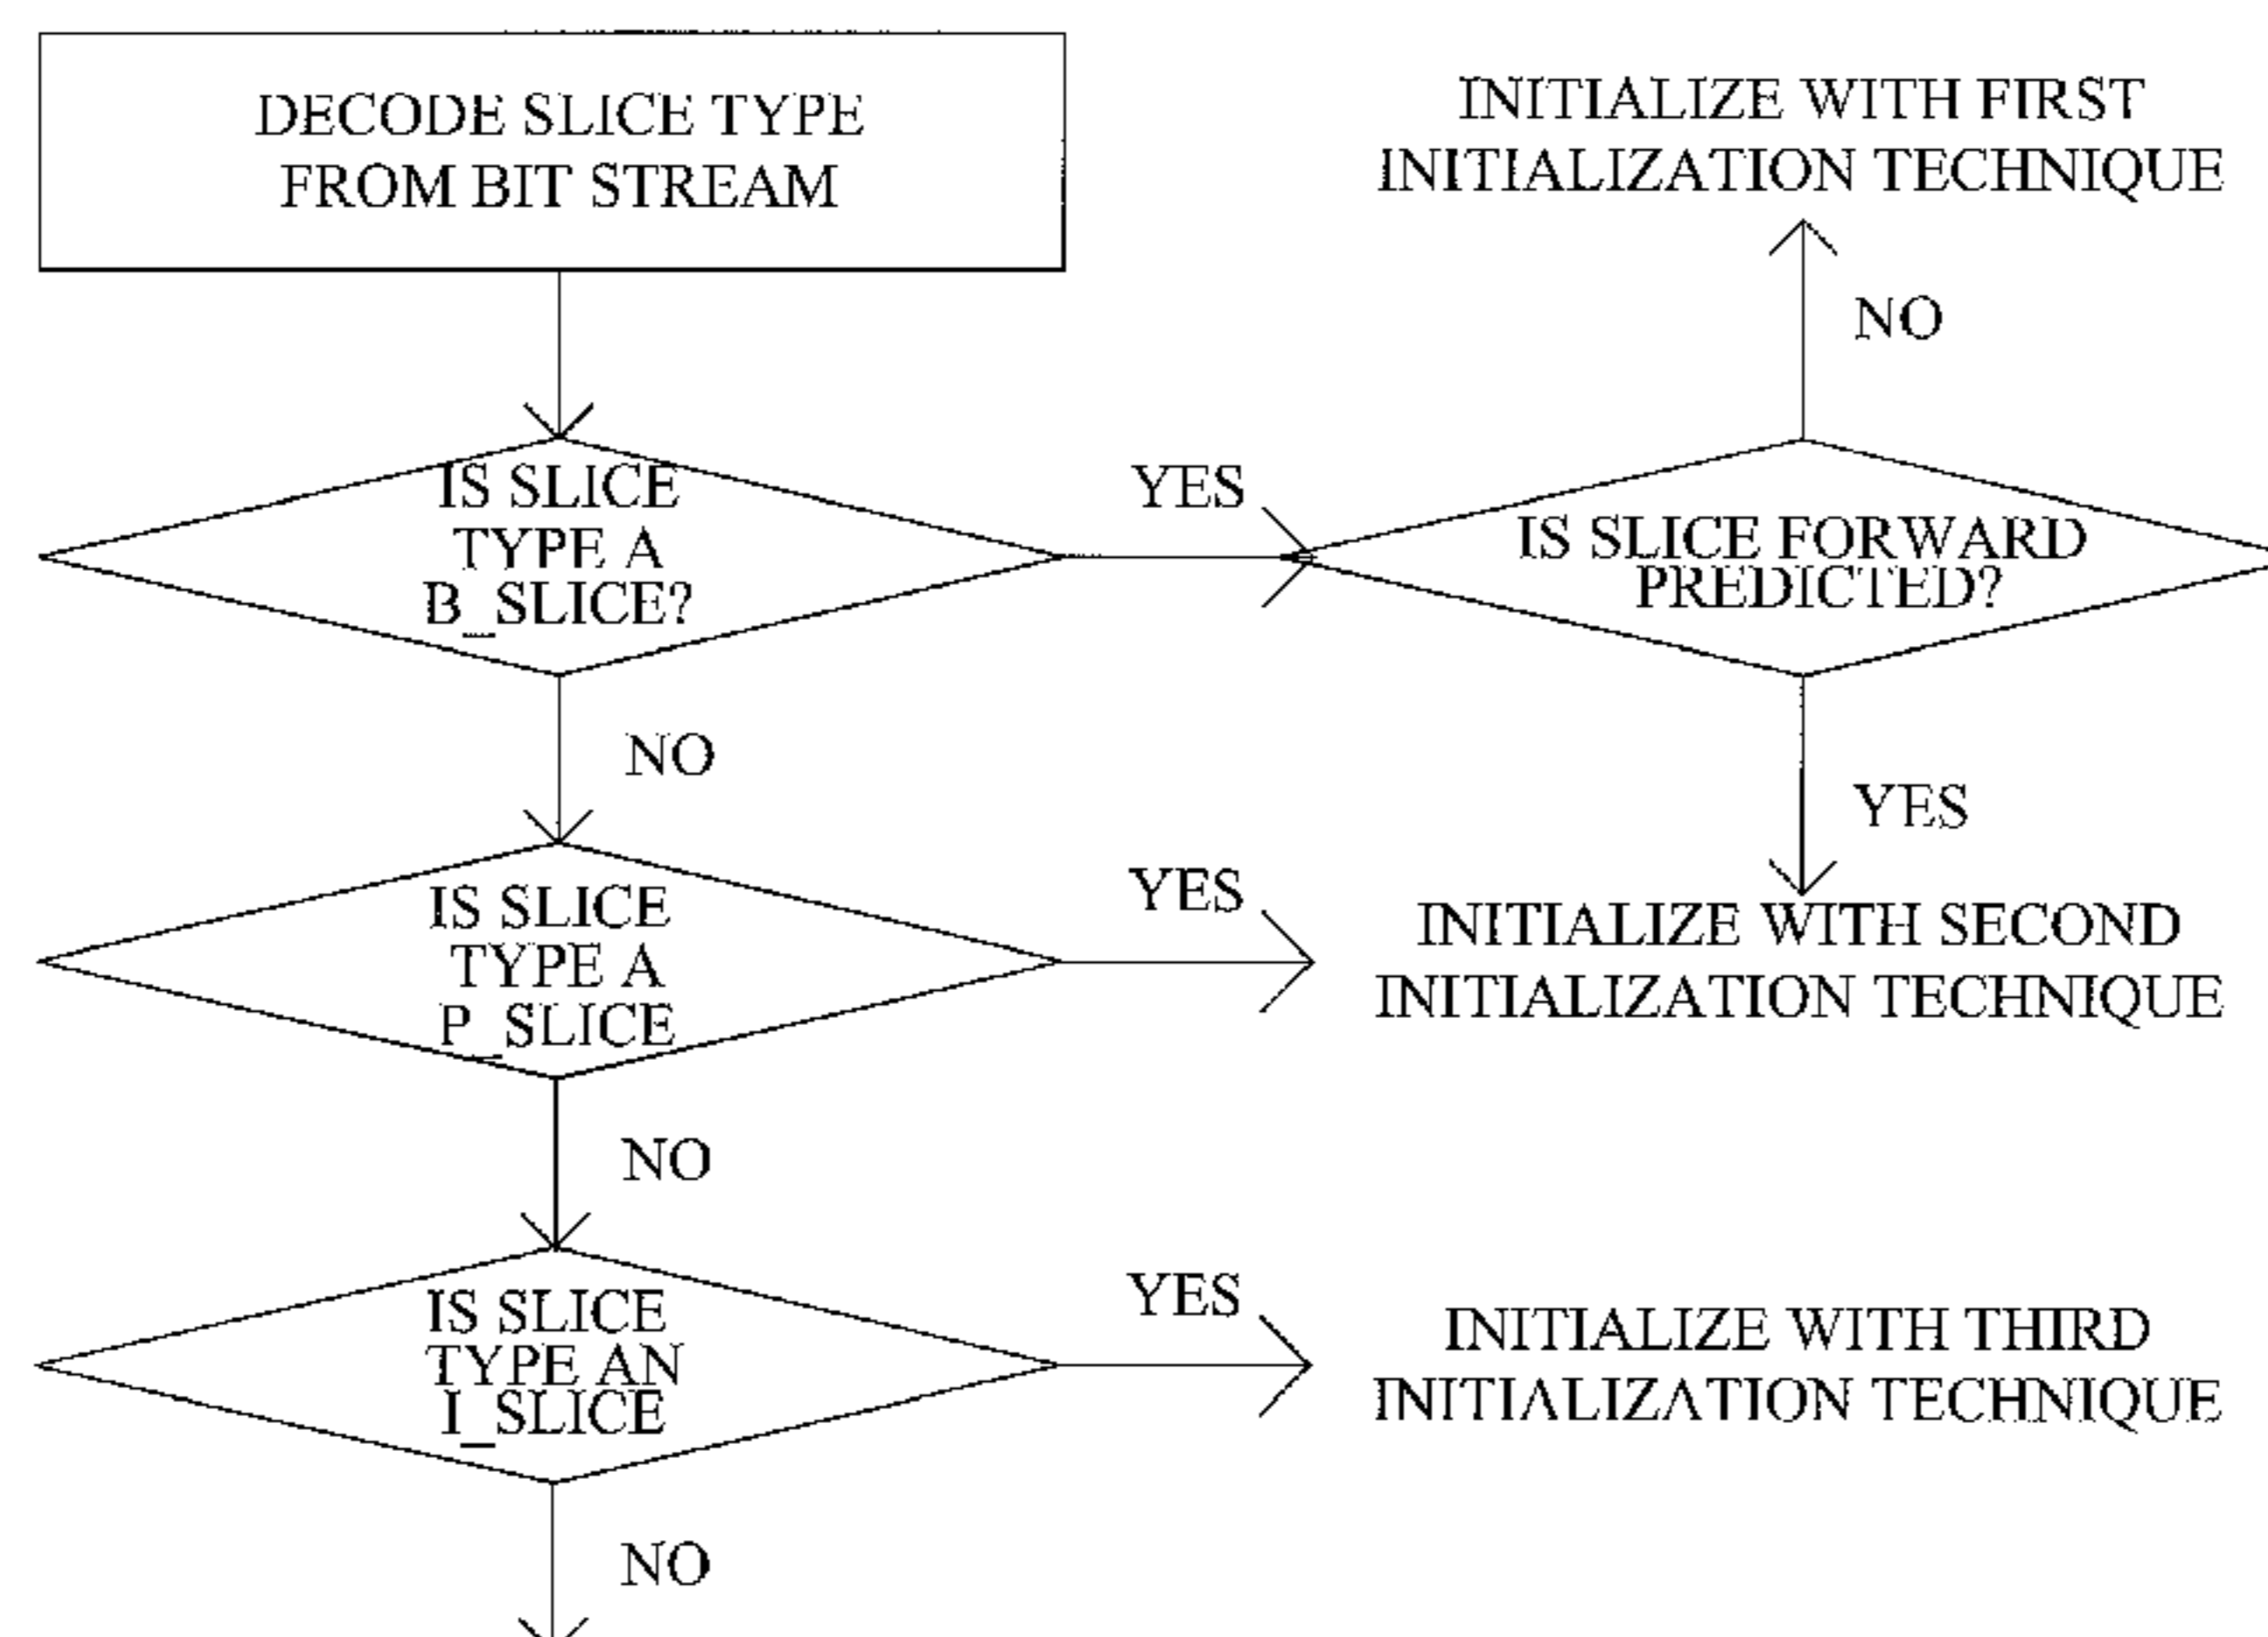 DECODE SLICE TYPE
FROM BIT STREAM
INITIALIZE WITH FIRST
INITIALIZATION TECHNIQUE
NO
IS SLICE
TYPE A
B_SLICE?
YES
IS SLICE FORWARD
PREDICTED?
NO
YES
IS SLICE
TYPE A
P_SLICE
YES
INITIALIZE WITH SECOND
INITIALIZATION TECHNIQUE
NO
IS SLICE
TYPE AN
I_SLICE
YES
INITIALIZE WITH THIRD
INITIALIZATION TECHNIQUE
NO